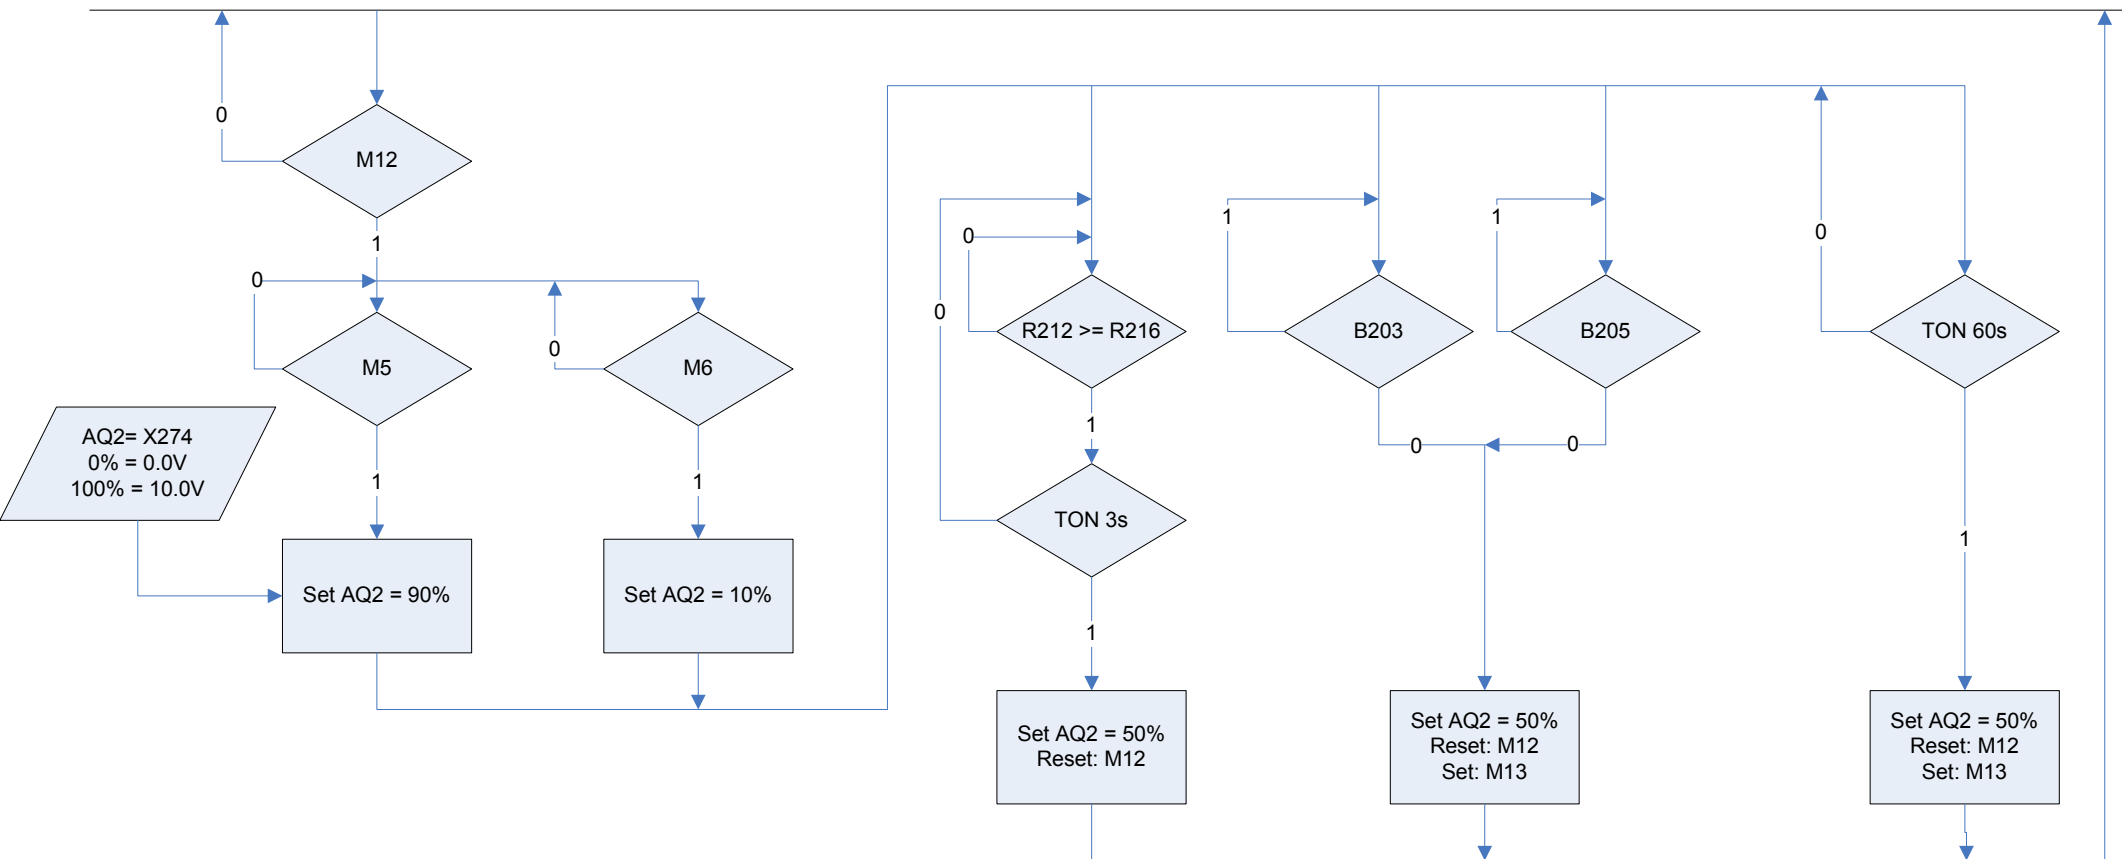 0
M12
1
0
0
M5
M6
AQ2= X274
0% = 0.0V
100% = 10.0V
1
1
Set AQ2 = 90%
Set AQ2 = 10%
0
0
R212 >= R216
1
TON 3s
1
Set AQ2 = 50%
Reset: M12
1
B203
0
1
B205
0
Set AQ2 = 50%
Reset: M12
Set: M13
0
TON 60s
1
Set AQ2 = 50%
Reset: M12
Set: M13